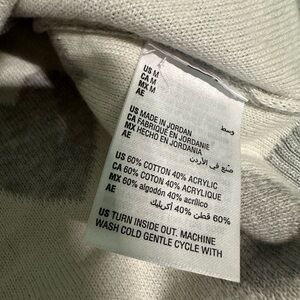 US M
CA M
MX M
AE وسط
US MADE IN JORDAN
CA FABRIQUÉ EN JORDANIE
MX HECHO EN JORDANIA
AE صنع في الأردن
US 60% COTTON 40% ACRYLIC
CA 60% COTON 40% ACRYLIQUE
MX 60% algodón 40% acrílico
AE 60% قطن 40% أكريليك
US TURN INSIDE OUT. MACHINE
WASH COLD GENTLE CYCLE WITH